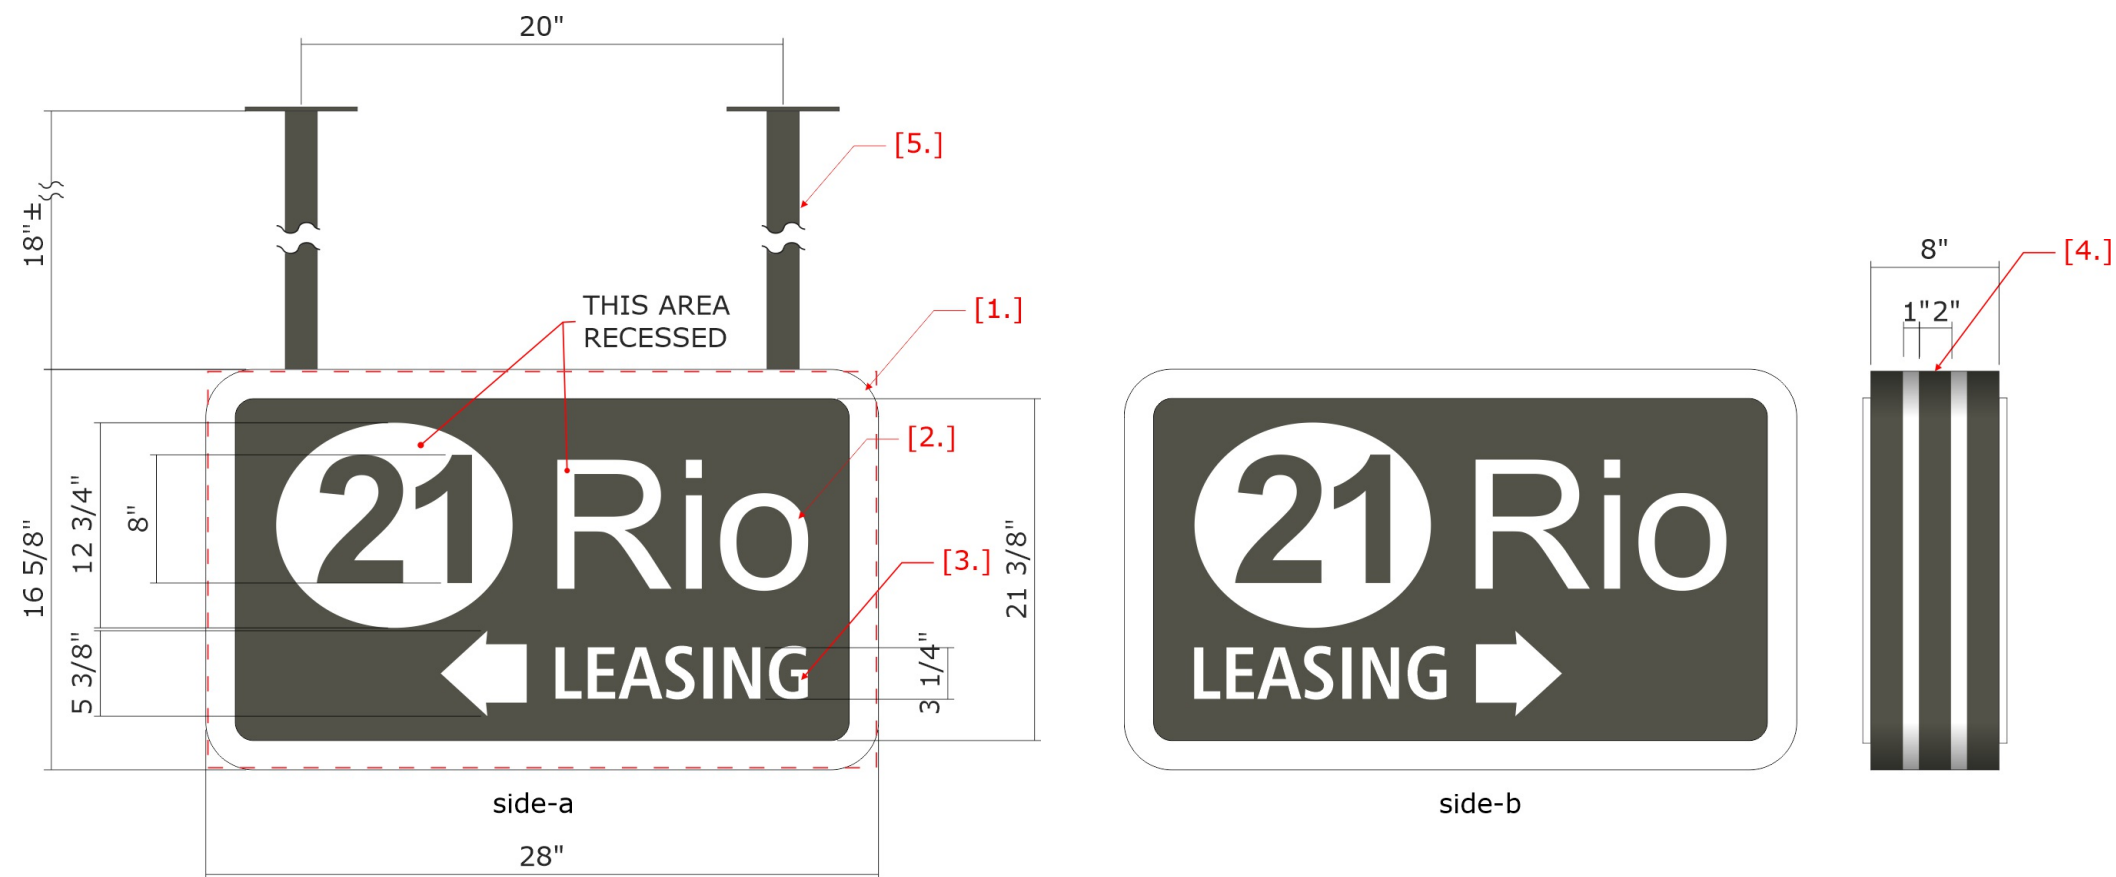 20"
[5.]
18"±
THIS AREA
RECESSED
[1.]
21 Rio
[2.]
[3.]
LEASING
12 3/4"
8"
16 5/8"
5 3/8"
21 3/8"
3 1/4"
side-a
28"
21 Rio
LEASING
side-b
8"
[4.]
1" 2"